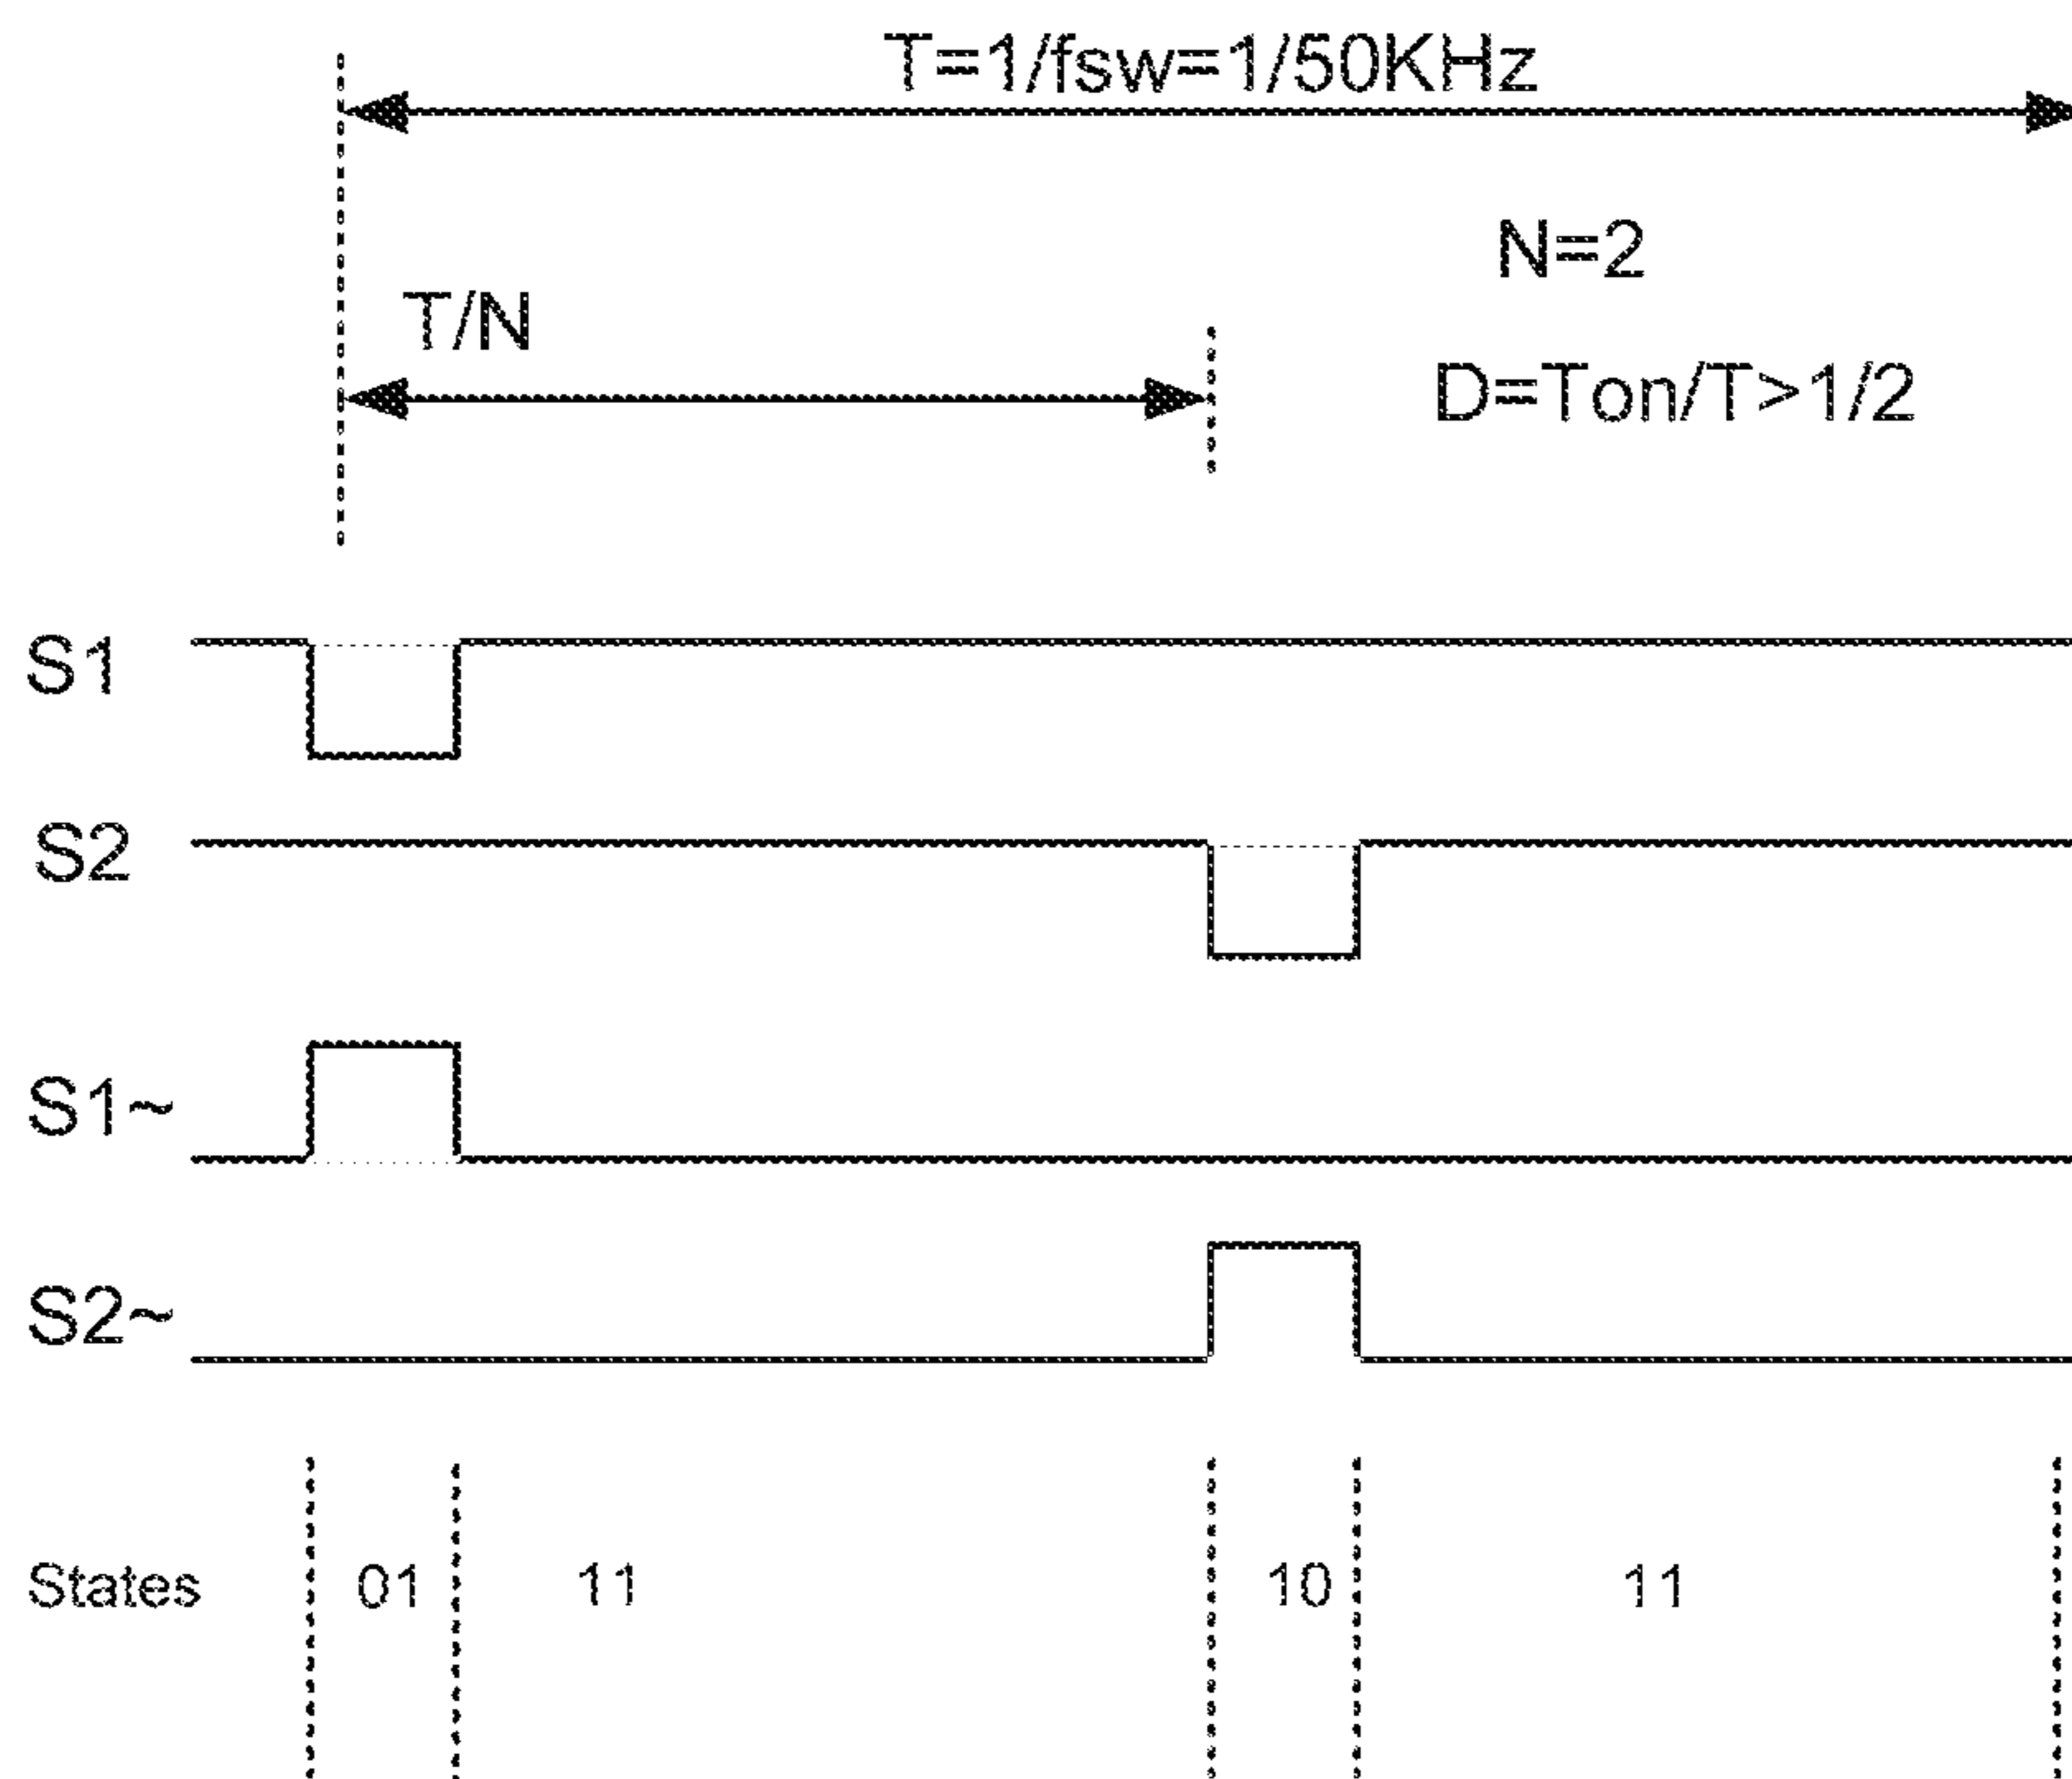 T=1/fsw=1/50KHz
N=2
T/N
D=Ton/T>1/2
S1
S2
S1~
S2~
States 01 11 10 11